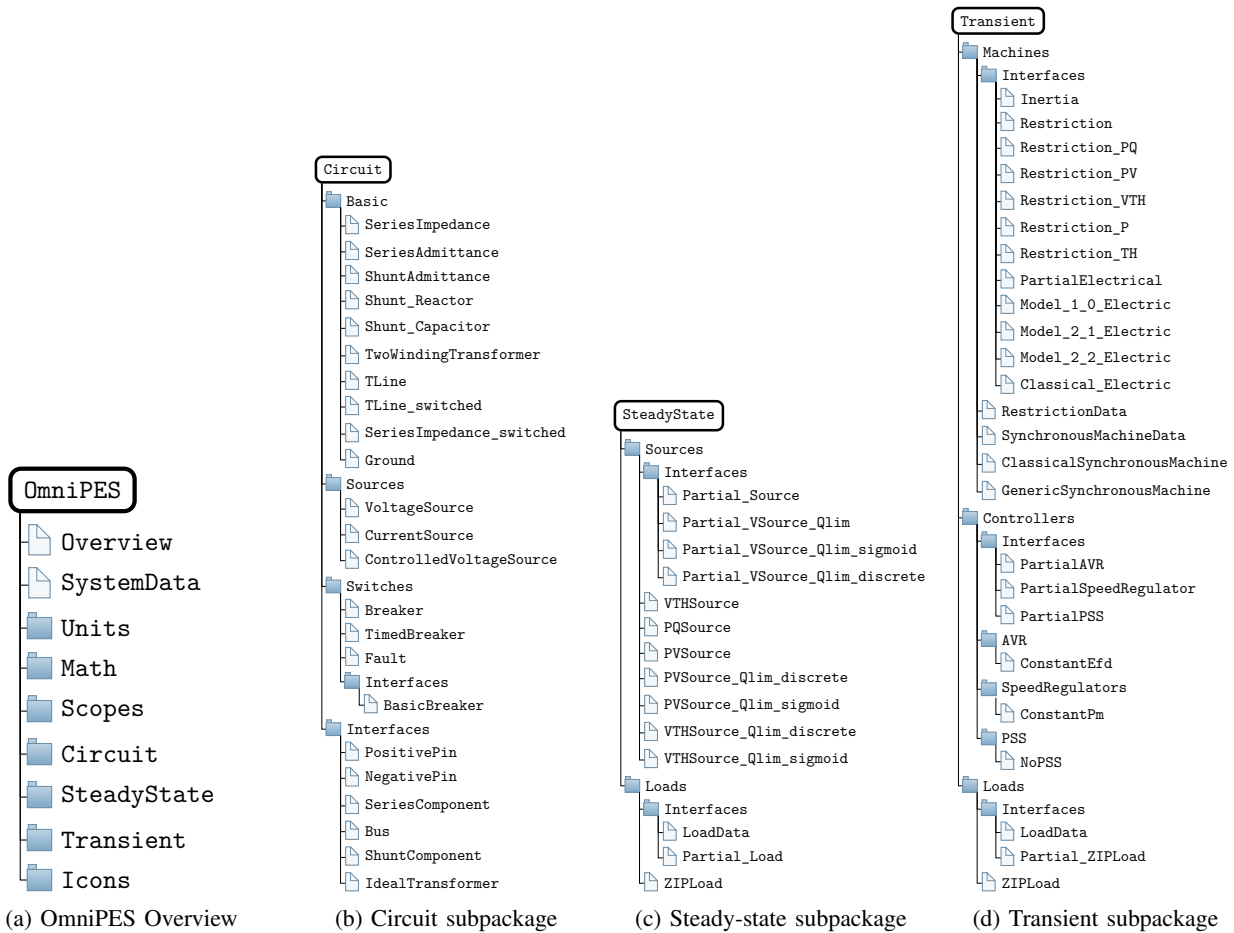 OmniPES
Overview
SystemData
Units
Math
Scopes
Circuit
SteadyState
Transient
Icons
(a) OmniPES Overview
Circuit
Basic
SeriesImpedance
SeriesAdmittance
ShuntAdmittance
Shunt_Reactor
Shunt_Capacitor
TwoWindingTransformer
TLine
TLine_switched
SeriesImpedance_switched
Ground
Sources
VoltageSource
CurrentSource
ControlledVoltageSource
Switches
Breaker
TimedBreaker
Fault
Interfaces
BasicBreaker
Interfaces
PositivePin
NegativePin
SeriesComponent
Bus
ShuntComponent
IdealTransformer
(b) Circuit subpackage
SteadyState
Sources
Interfaces
Partial_Source
Partial_VSource_Qlim
Partial_VSource_Qlim_sigmoid
Partial_VSource_Qlim_discrete
VTHSource
PQSource
PVSource
PVSource_Qlim_discrete
PVSource_Qlim_sigmoid
VTHSource_Qlim_discrete
VTHSource_Qlim_sigmoid
Loads
Interfaces
LoadData
Partial_Load
ZIPLoad
(c) Steady-state subpackage
Transient
Machines
Interfaces
Inertia
Restriction
Restriction_PQ
Restriction_PV
Restriction_VTH
Restriction_P
Restriction_TH
PartialElectrical
Model_1_0_Electric
Model_2_1_Electric
Model_2_2_Electric
Classical_Electric
RestrictionData
SynchronousMachineData
ClassicalSynchronousMachine
GenericSynchronousMachine
Controllers
Interfaces
PartialAVR
PartialSpeedRegulator
PartialPSS
AVR
ConstantEfd
SpeedRegulators
ConstantPm
PSS
NoPSS
Loads
Interfaces
LoadData
Partial_ZIPLoad
ZIPLoad
(d) Transient subpackage